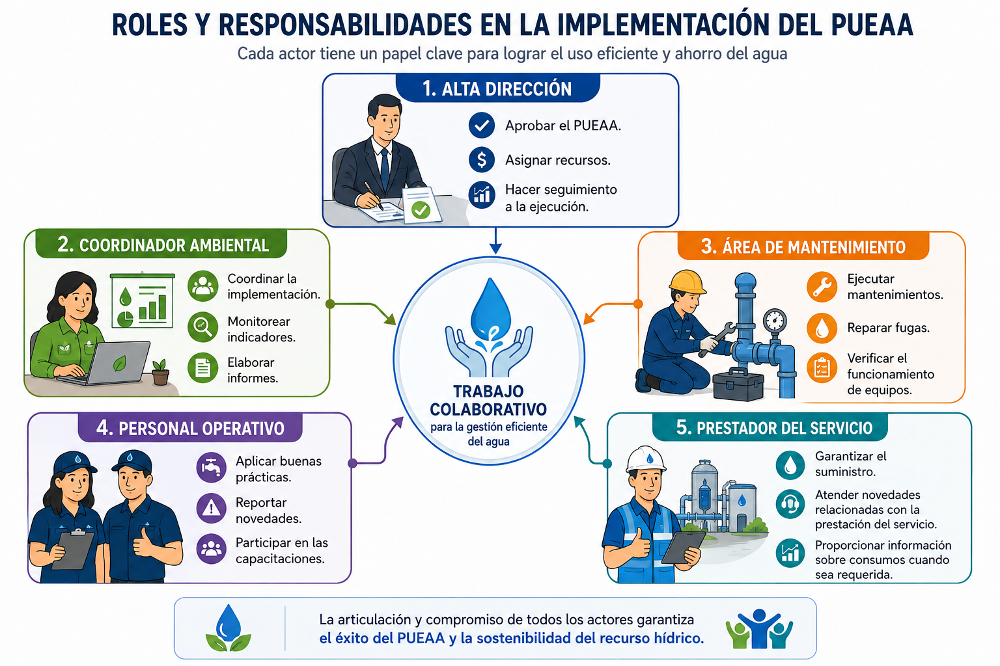 ROLES Y RESPONSABILIDADES EN LA IMPLEMENTACIÓN DEL PUEAA
Cada actor tiene un papel clave para lograr el uso eficiente y ahorro del agua
1. ALTA DIRECCIÓN
Aprobar el PUEAA.
$
Asignar recursos.
Hacer seguimiento
a la ejecución.
2. COORDINADOR AMBIENTAL
Coordinar la
implementación.
Monitorear
indicadores.
Elaborar
informes.
3. ÁREA DE MANTENIMIENTO
Ejecutar
mantenimientos.
Reparar fugas.
Verificar el
funcionamiento
de equipos.
TRABAJO
COLABORATIVO
para la gestión eficiente
del agua
4. PERSONAL OPERATIVO
Aplicar buenas
prácticas.
Reportar
novedades.
Participar en las
capacitaciones.
5. PRESTADOR DEL SERVICIO
Garantizar el
suministro.
Atender novedades
relacionadas con la
prestación del servicio.
Proporcionar información
sobre consumos cuando
sea requerida.
La articulación y compromiso de todos los actores garantiza
el éxito del PUEAA y la sostenibilidad del recurso hídrico.